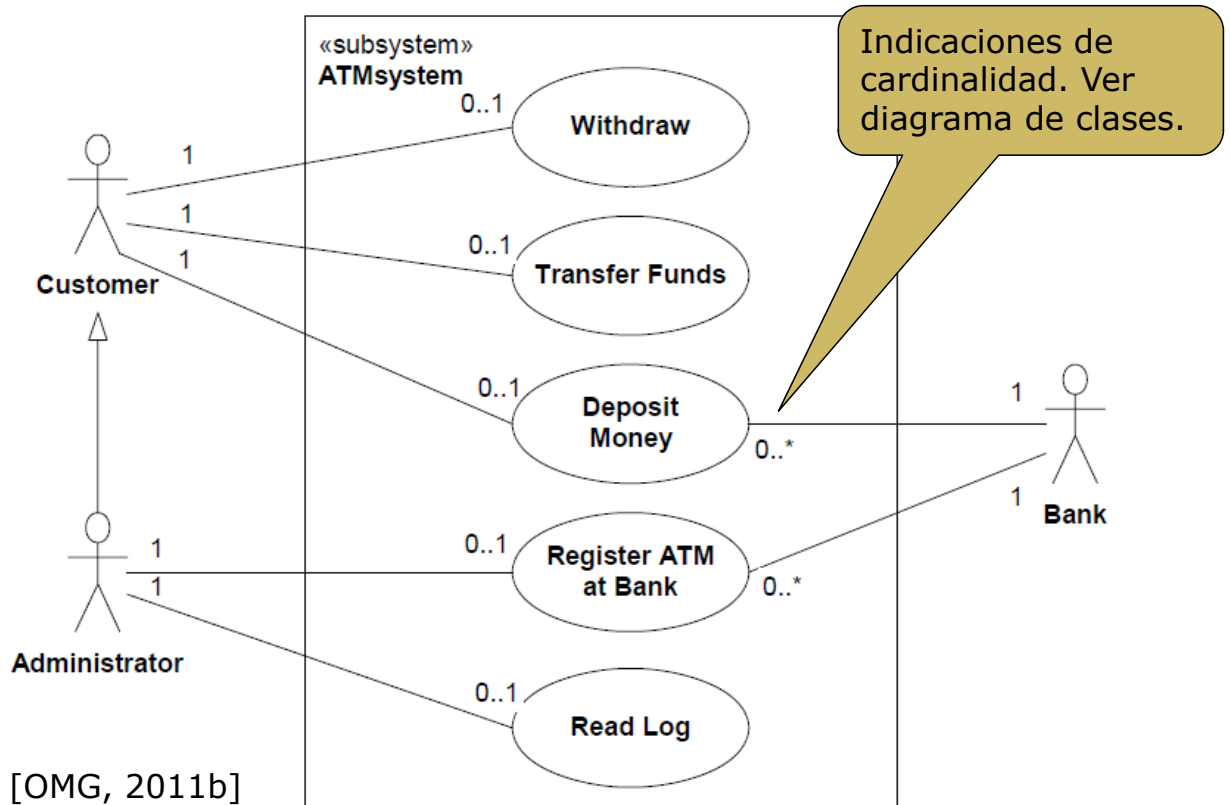 «subsystem»
ATMsystem
Indicaciones de
cardinalidad. Ver
diagrama de clases.
0..1
Withdraw
1
1
0..1
Transfer Funds
1
Customer
0..1
Deposit
Money
0..*
1
Bank
1
1
0..1
Register ATM
at Bank
0..*
1
Administrator
0..1
Read Log
[OMG, 2011b]